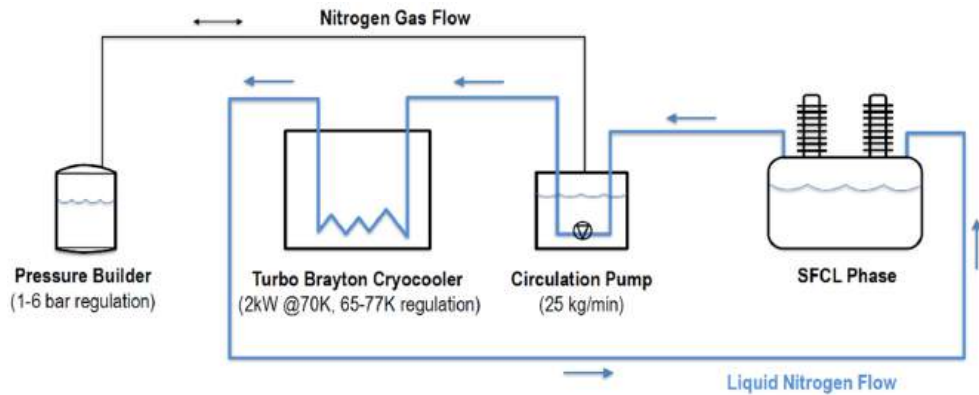 Nitrogen Gas Flow
Pressure Builder
(1-6 bar regulation)
Turbo Brayton Cryocooler
(2kW @70K, 65-77K regulation)
Circulation Pump
(25 kg/min)
SFCL Phase
Liquid Nitrogen Flow